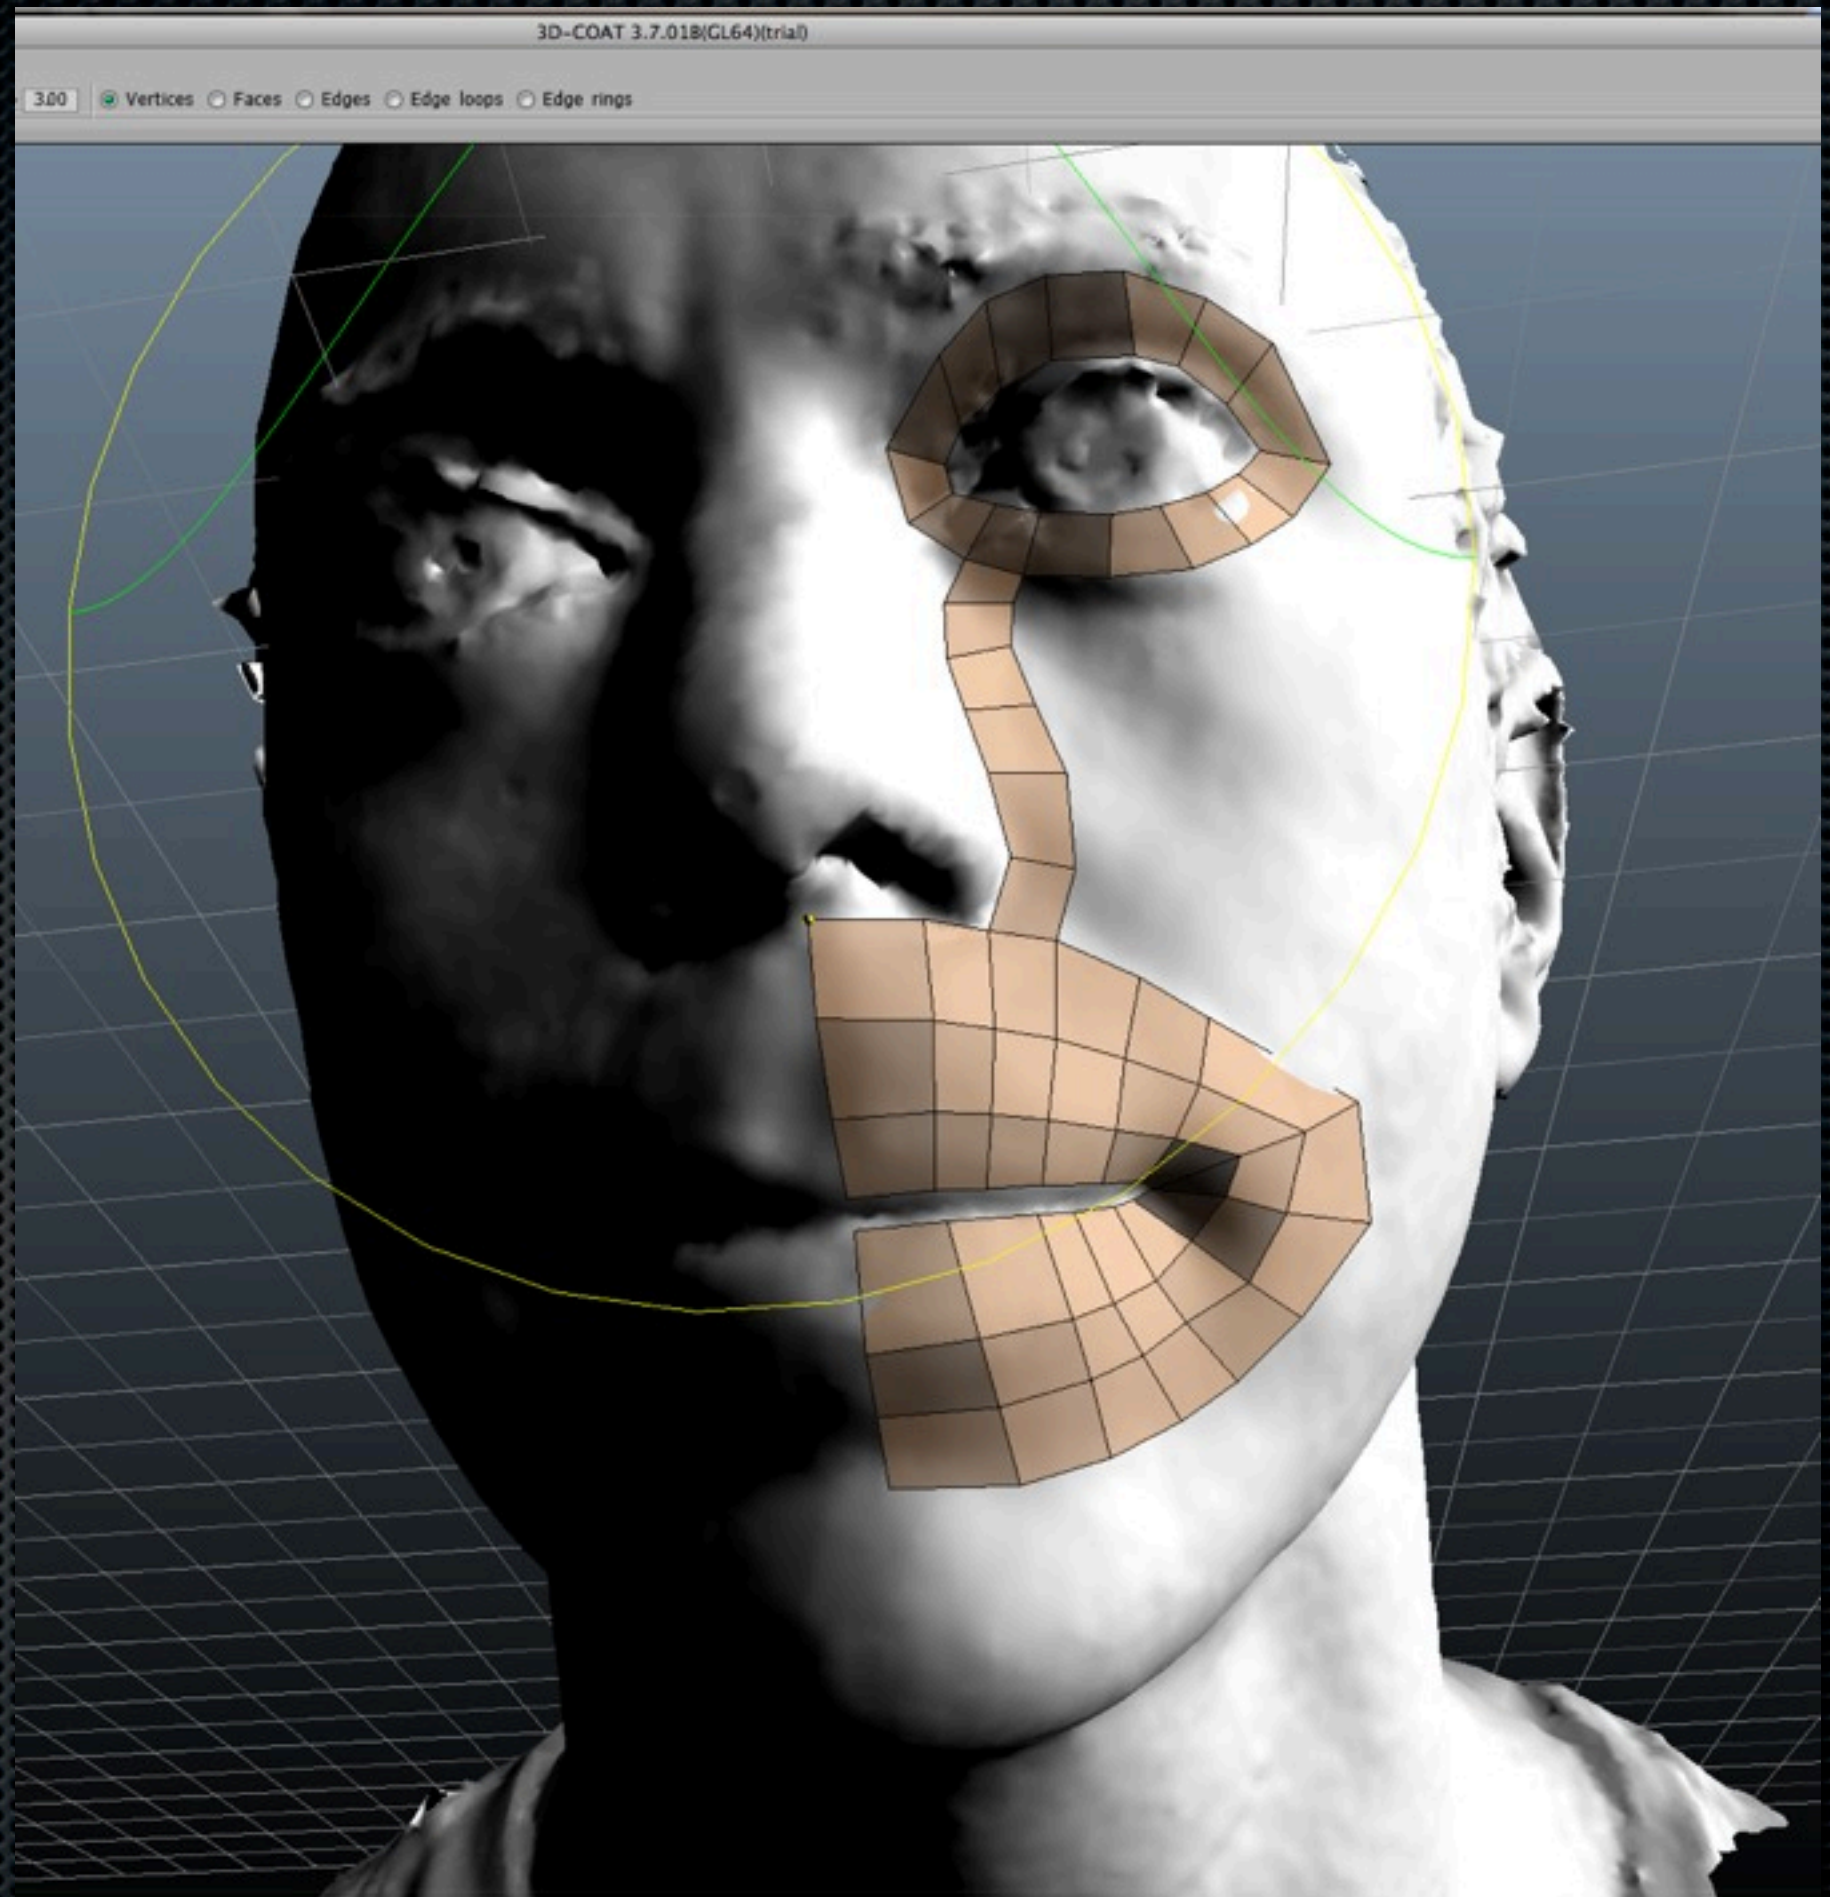 3D-COAT 3.7.01B(GL64)(trial)
3.00 Vertices Faces Edges Edge loops Edge rings